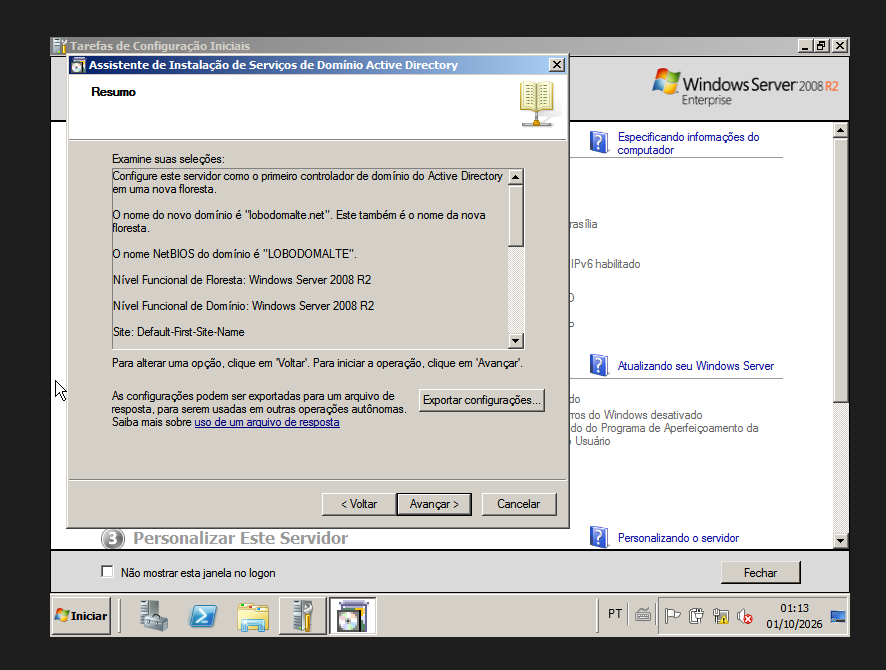 Tarefas de Configuração Iniciais
Assistente de Instalação de Serviços de Domínio Active Directory
Resumo
Windows Server 2008 R2
Enterprise
Examine suas seleções:
Configure este servidor como o primeiro controlador de domínio do Active Directory
em uma nova floresta.
O nome do novo domínio é "lobodomalte.net". Este também é o nome da nova
floresta.
O nome NetBIOS do domínio é "LOBODOMALTE".
Nível Funcional de Floresta: Windows Server 2008 R2
Nível Funcional de Domínio: Windows Server 2008 R2
Site: Default-First-Site-Name
Para alterar uma opção, clique em 'Voltar'. Para iniciar a operação, clique em 'Avançar'.
As configurações podem ser exportadas para um arquivo de
resposta, para serem usadas em outras operações autônomas.
Saiba mais sobre uso de um arquivo de resposta
Exportar configurações...
< Voltar
Avançar >
Cancelar
Especificando informações do
computador
rasília
IPv6 habilitado
Atualizando seu Windows Server
do
ros do Windows desativado
do do Programa de Aperfeiçoamento da
Usuário
3 Personalizar Este Servidor
Personalizando o servidor
Não mostrar esta janela no logon
Fechar
Iniciar
PT
01:13
01/10/2026